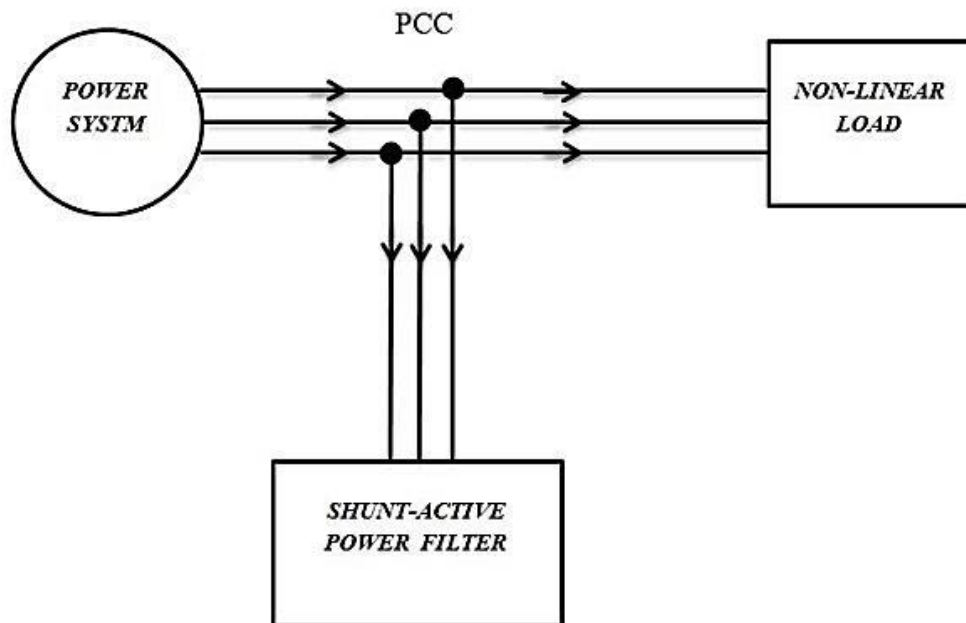 PCC
POWER
SYSTM
NON-LINEAR
LOAD
SHUNT-ACTIVE
POWER FILTER